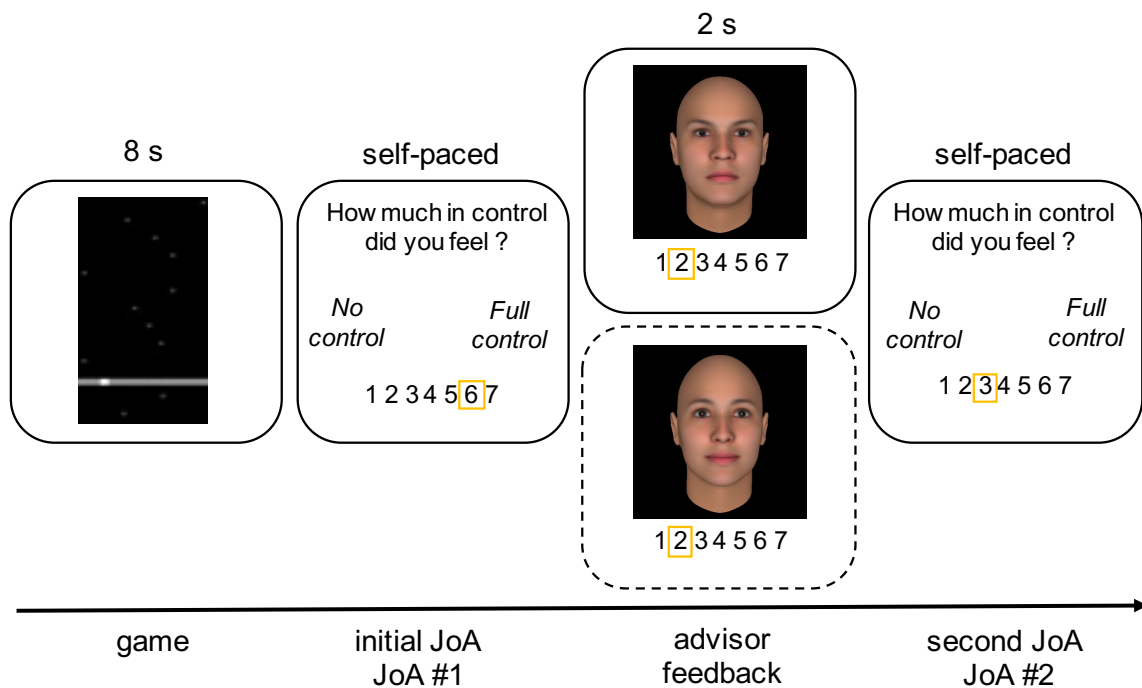 8 s
self-paced
2 s
self-paced
How much in control
did you feel ?
No
control
Full
control
1 2 3 4 5 6 7
1 2 3 4 5 6 7
1 2 3 4 5 6 7
How much in control
did you feel ?
No
control
Full
control
1 2 3 4 5 6 7
game
initial JoA
JoA #1
advisor
feedback
second JoA
JoA #2